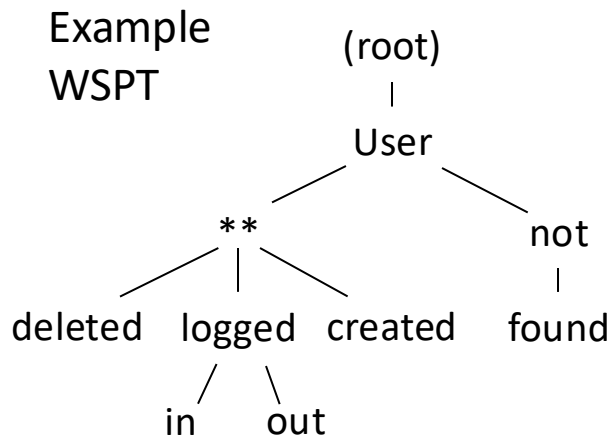 Example
WSPT
(root)
User
** not
deleted logged created found
in out